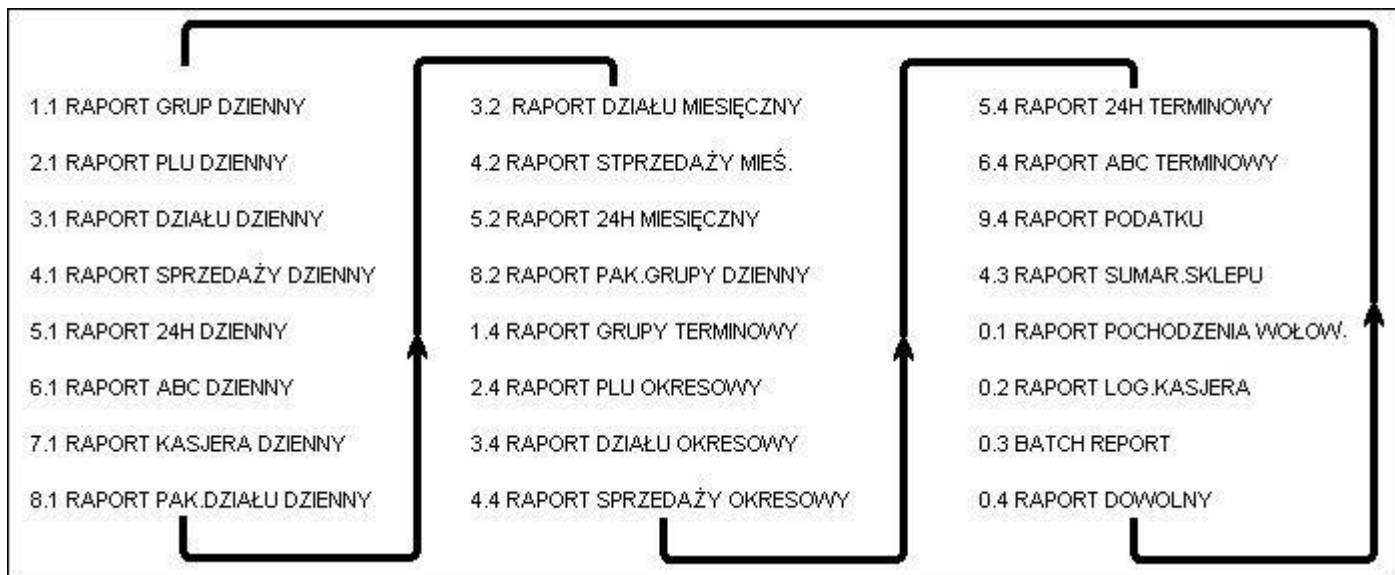 1.1 RAPORT GRUP DZIENNY
2.1 RAPORT PLU DZIENNY
3.1 RAPORT DZIAŁU DZIENNY
4.1 RAPORT SPRZEDAŻY DZIENNY
5.1 RAPORT 24H DZIENNY
6.1 RAPORT ABC DZIENNY
7.1 RAPORT KASJERA DZIENNY
8.1 RAPORT PAK.DZIAŁU DZIENNY
3.2 RAPORT DZIAŁU MIESIĘCZNY
4.2 RAPORT STPRZEDAŻY MIEŚ.
5.2 RAPORT 24H MIESIĘCZNY
8.2 RAPORT PAK.GRUPY DZIENNY
1.4 RAPORT GRUPY TERMINOWY
2.4 RAPORT PLU OKRESOWY
3.4 RAPORT DZIAŁU OKRESOWY
4.4 RAPORT SPRZEDAŻY OKRESOWY
5.4 RAPORT 24H TERMINOWY
6.4 RAPORT ABC TERMINOWY
9.4 RAPORT PODATKU
4.3 RAPORT SUMAR.SKLEPU
0.1 RAPORT POCHODZENIA WOŁOW.
0.2 RAPORT LOG.KASJERA
0.3 BATCH REPORT
0.4 RAPORT DOWOLNY